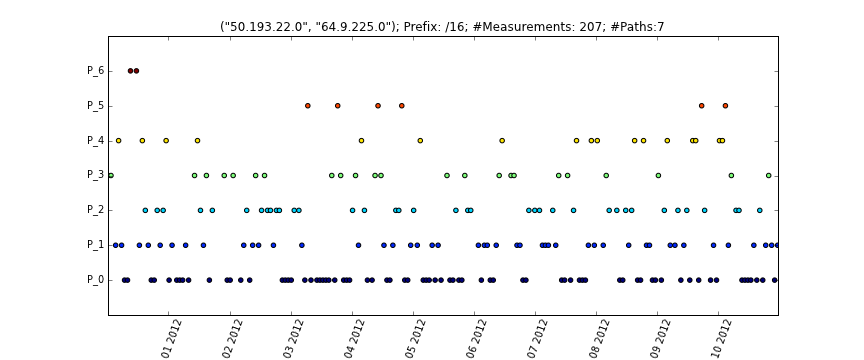 ("50.193.22.0", "64.9.225.0"); Prefix: /16; #Measurements: 207; #Paths:7
P_6
P_5
P_4
P_3
P_2
P_1
P_0
01 2012
02 2012
03 2012
04 2012
05 2012
06 2012
07 2012
08 2012
09 2012
10 2012